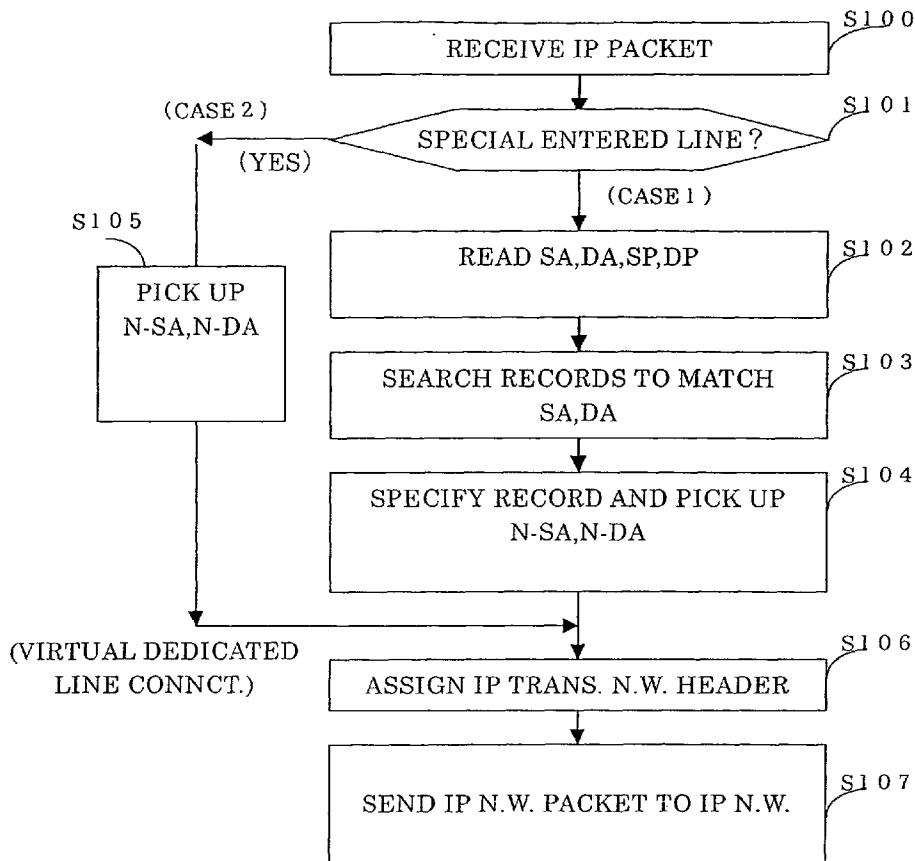 S100
RECEIVE IP PACKET
S101
(CASE 2)
SPECIAL ENTERED LINE?
(YES)
(CASE1)
S105
S102
READ SA,DA,SP,DP
PICK UP
N-SA,N-DA
S103
SEARCH RECORDS TO MATCH
SA,DA
S104
SPECIFY RECORD AND PICK UP
N-SA,N-DA
(VIRTUAL DEDICATED
LINE CONNCT.)
S106
ASSIGN IP TRANS. N.W. HEADER
S107
SEND IP N.W. PACKET TO IP N.W.